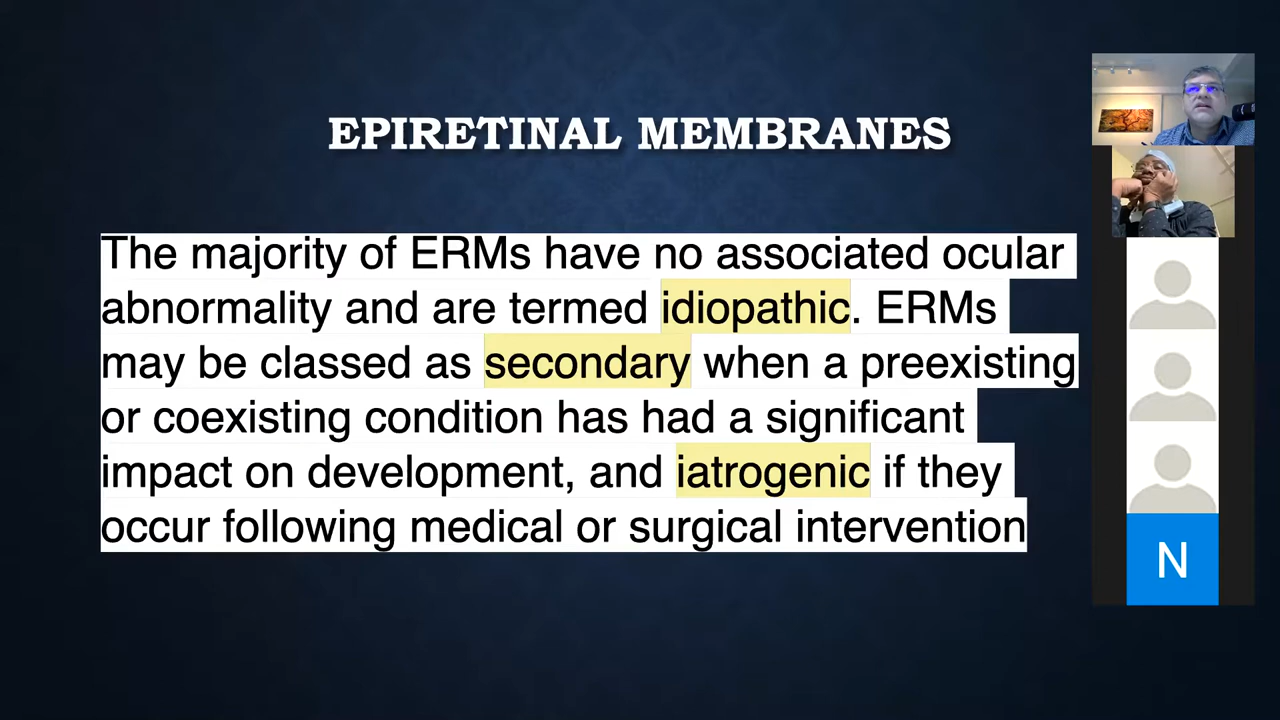 EPIRETINAL MEMBRANES
The majority of ERMs have no associated ocular
abnormality and are termed idiopathic. ERMs
may be classed as secondary when a preexisting
or coexisting condition has had a significant
impact on development, and iatrogenic if they
occur following medical or surgical intervention
N